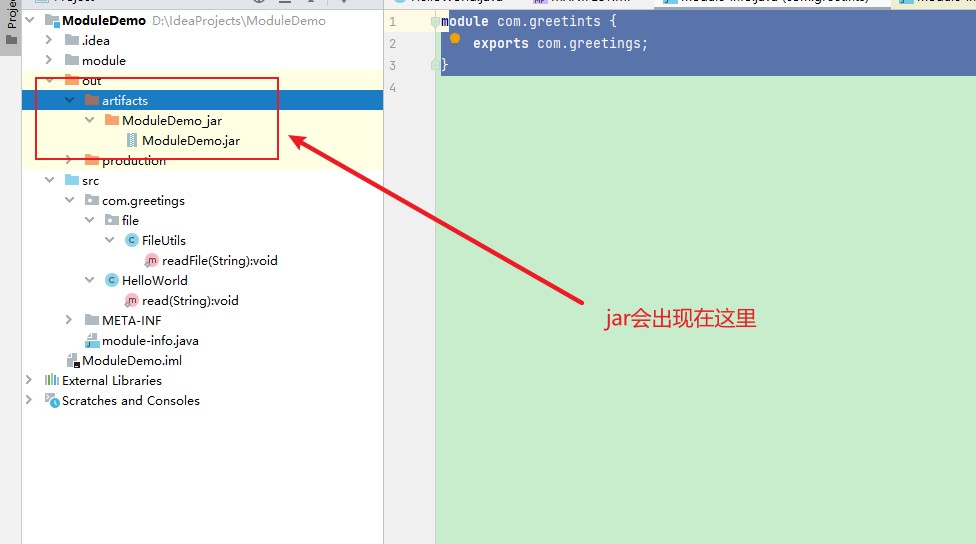 ModuleDemo D:\IdeaProjects\ModuleDemo
.idea
module
out
artifacts
ModuleDemo_jar
ModuleDemo.jar
production
src
com.greetings
file
FileUtils
readFile(String):void
HelloWorld
read(String):void
META-INF
module-info.java
ModuleDemo.iml
External Libraries
Scratches and Consoles
1 module com.greetints {
2 exports com.greetings;
3 }
4
jar会出现在这里